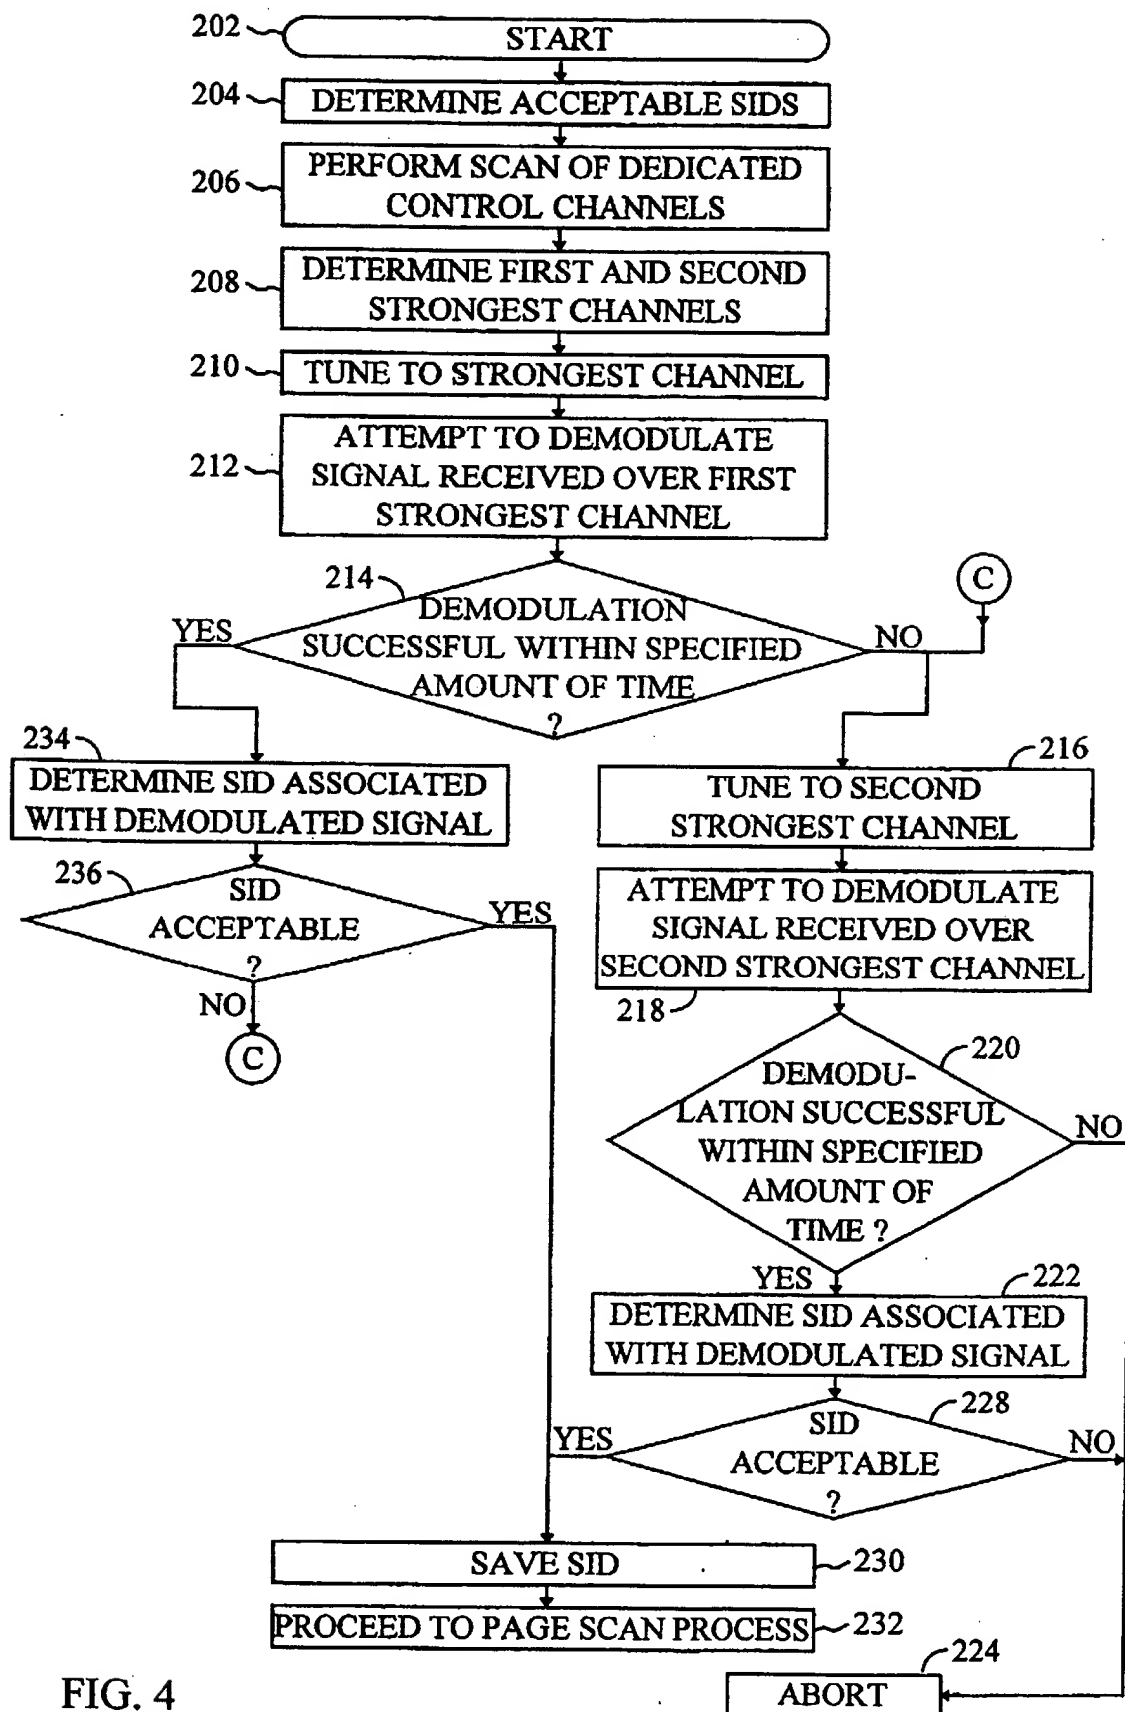 202
START
204
DETERMINE ACCEPTABLE SIDS
206
PERFORM SCAN OF DEDICATED
CONTROL CHANNELS
208
DETERMINE FIRST AND SECOND
STRONGEST CHANNELS
210
TUNE TO STRONGEST CHANNEL
212
ATTEMPT TO DEMODULATE
SIGNAL RECEIVED OVER FIRST
STRONGEST CHANNEL
214
DEMODULATION
SUCCESSFUL WITHIN SPECIFIED
AMOUNT OF TIME
?
YES
NO
C
234
DETERMINE SID ASSOCIATED
WITH DEMODULATED SIGNAL
236
SID
ACCEPTABLE
?
YES
NO
C
216
TUNE TO SECOND
STRONGEST CHANNEL
ATTEMPT TO DEMODULATE
SIGNAL RECEIVED OVER
SECOND STRONGEST CHANNEL
218
220
DEMODU-
LATION SUCCESSFUL
WITHIN SPECIFIED
AMOUNT OF
TIME ?
NO
YES
222
DETERMINE SID ASSOCIATED
WITH DEMODULATED SIGNAL
228
SID
ACCEPTABLE
?
YES
NO
SAVE SID
230
PROCEED TO PAGE SCAN PROCESS
232
224
ABORT
FIG. 4